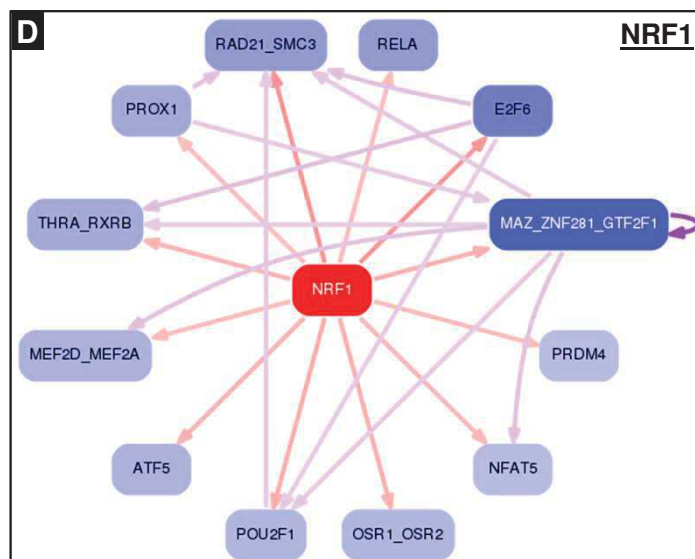 D
NRF1
RAD21_SMC3
RELA
PROX1
E2F6
THRA_RXRB
MAZ_ZNF281_GTF2F1
NRF1
MEF2D_MEF2A
PRDM4
ATF5
NFAT5
POU2F1
OSR1_OSR2